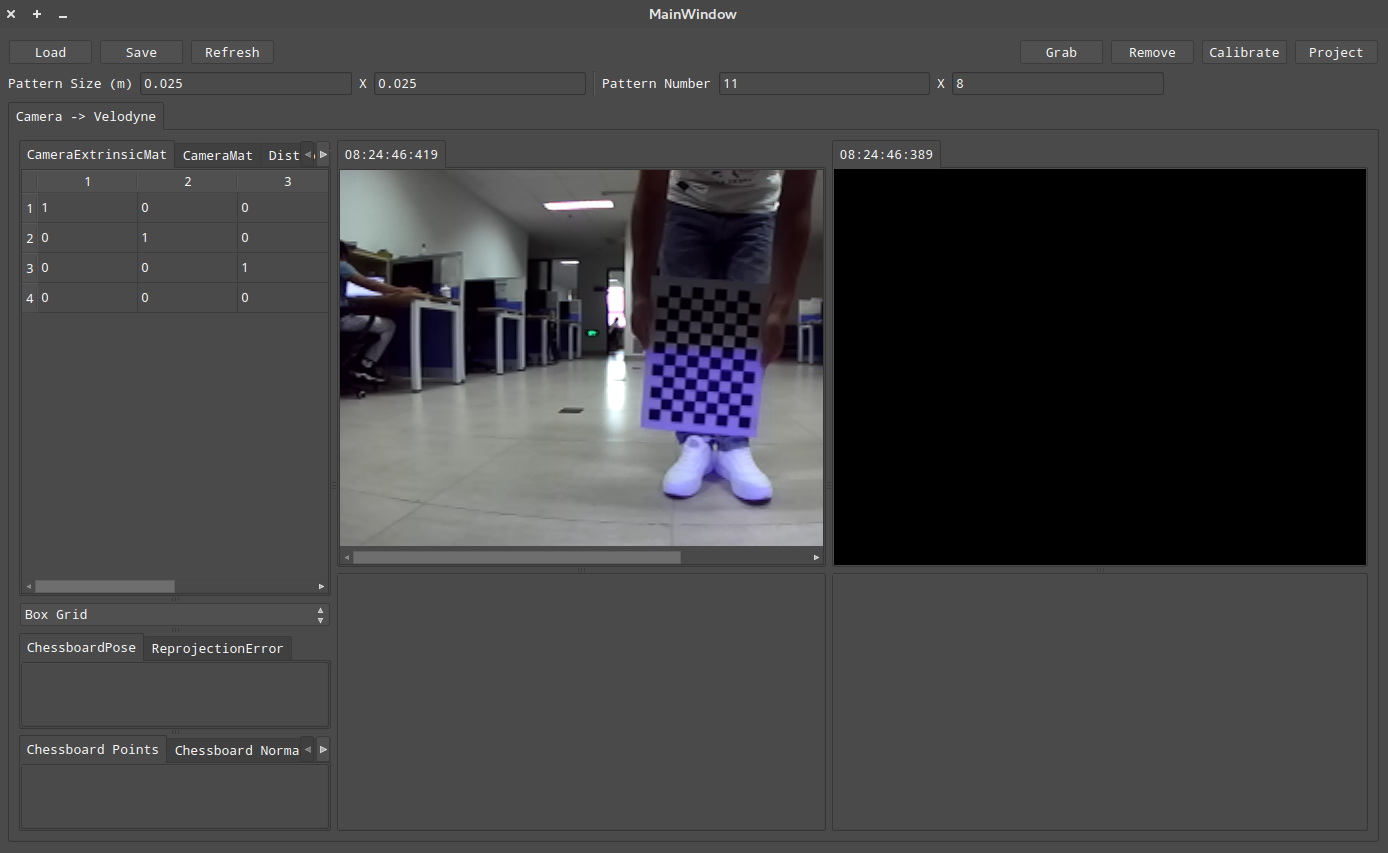 MainWindow
Load Save Refresh Grab Remove Calibrate Project
Pattern Size (m) 0.025 X 0.025 Pattern Number 11 X 8
Camera -> Velodyne
CameraExtrinsicMat CameraMat Dist
08:24:46:419
08:24:46:389
1 2 3
1 1 0 0
2 0 1 0
3 0 0 1
4 0 0 0
Box Grid
ChessboardPose ReprojectionError
Chessboard Points Chessboard Norma